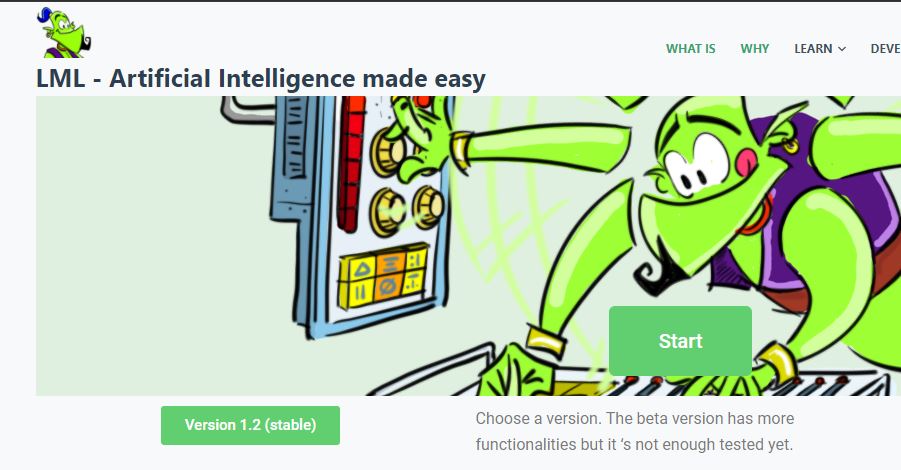 WHAT IS WHY LEARN DEVE
LML - Artificial Intelligence made easy
Start
Version 1.2 (stable)
Choose a version. The beta version has more
functionalities but it ‘s not enough tested yet.